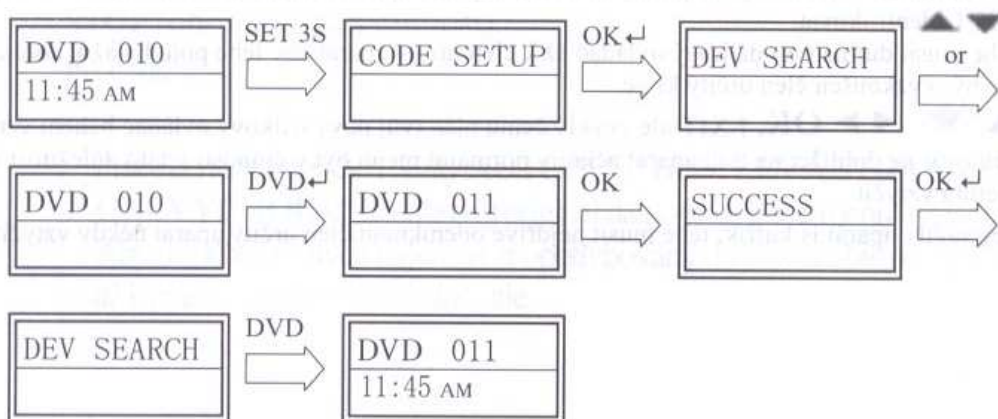 DVD 010
11:45 AM
SET 3S
CODE SETUP
OK↵
DEV SEARCH
▲ ▼
or
DVD 010
DVD↵
DVD 011
OK
SUCCESS
OK↵
DEV SEARCH
DVD
DVD 011
11:45 AM